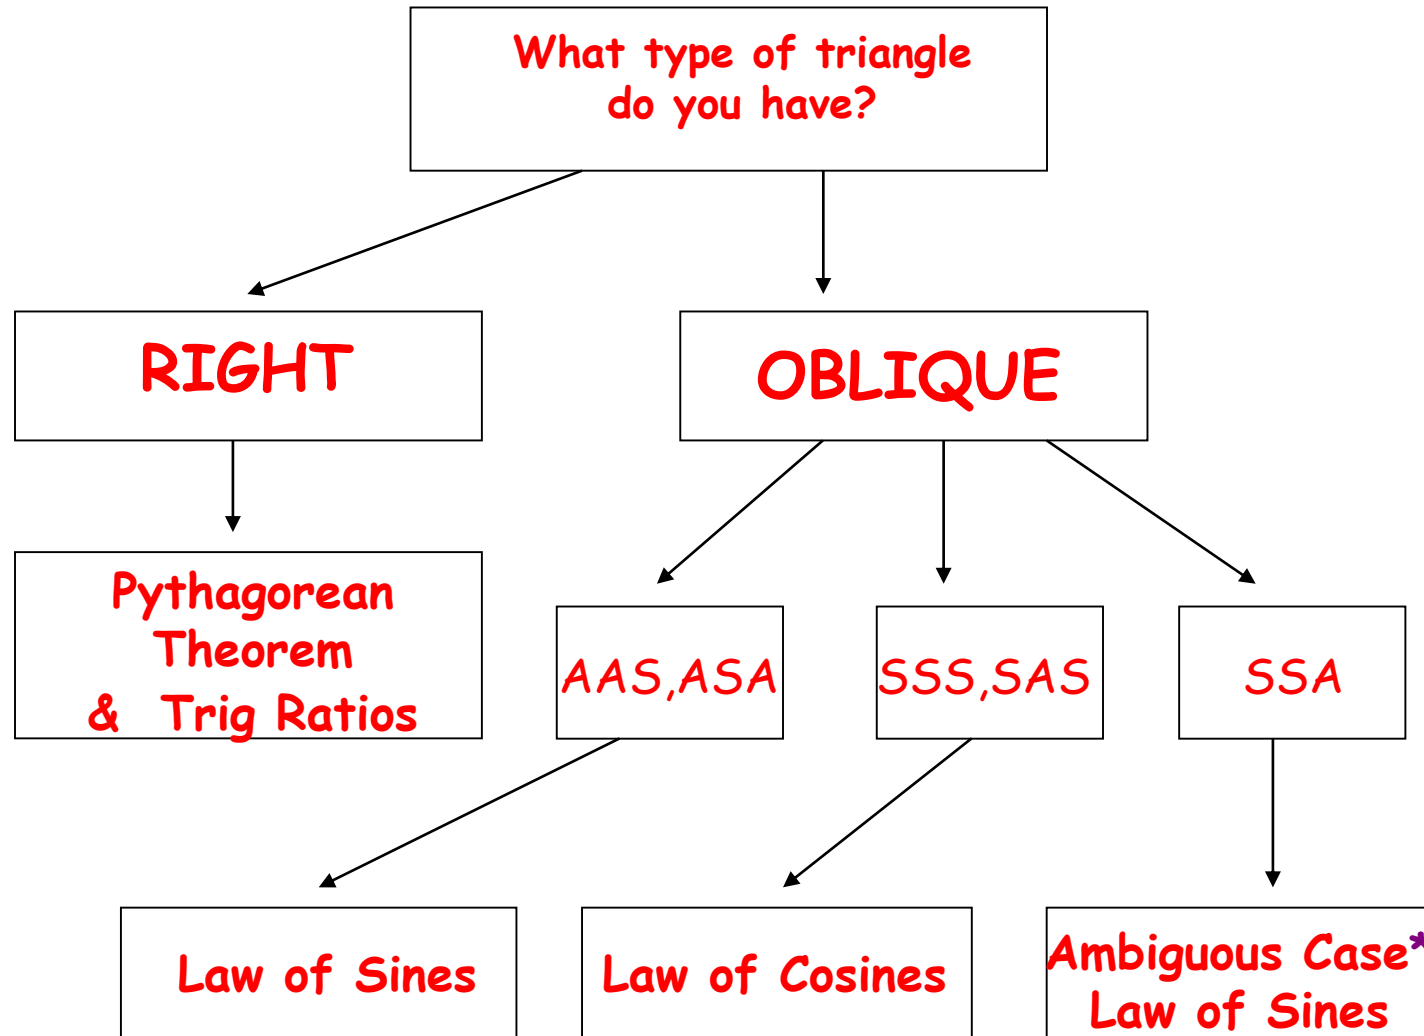 What type of triangle
do you have?
RIGHT
OBLIQUE
Pythagorean
Theorem
& Trig Ratios
AAS,ASA
SSS,SAS
SSA
Law of Sines
Law of Cosines
Ambiguous Case*
Law of Sines